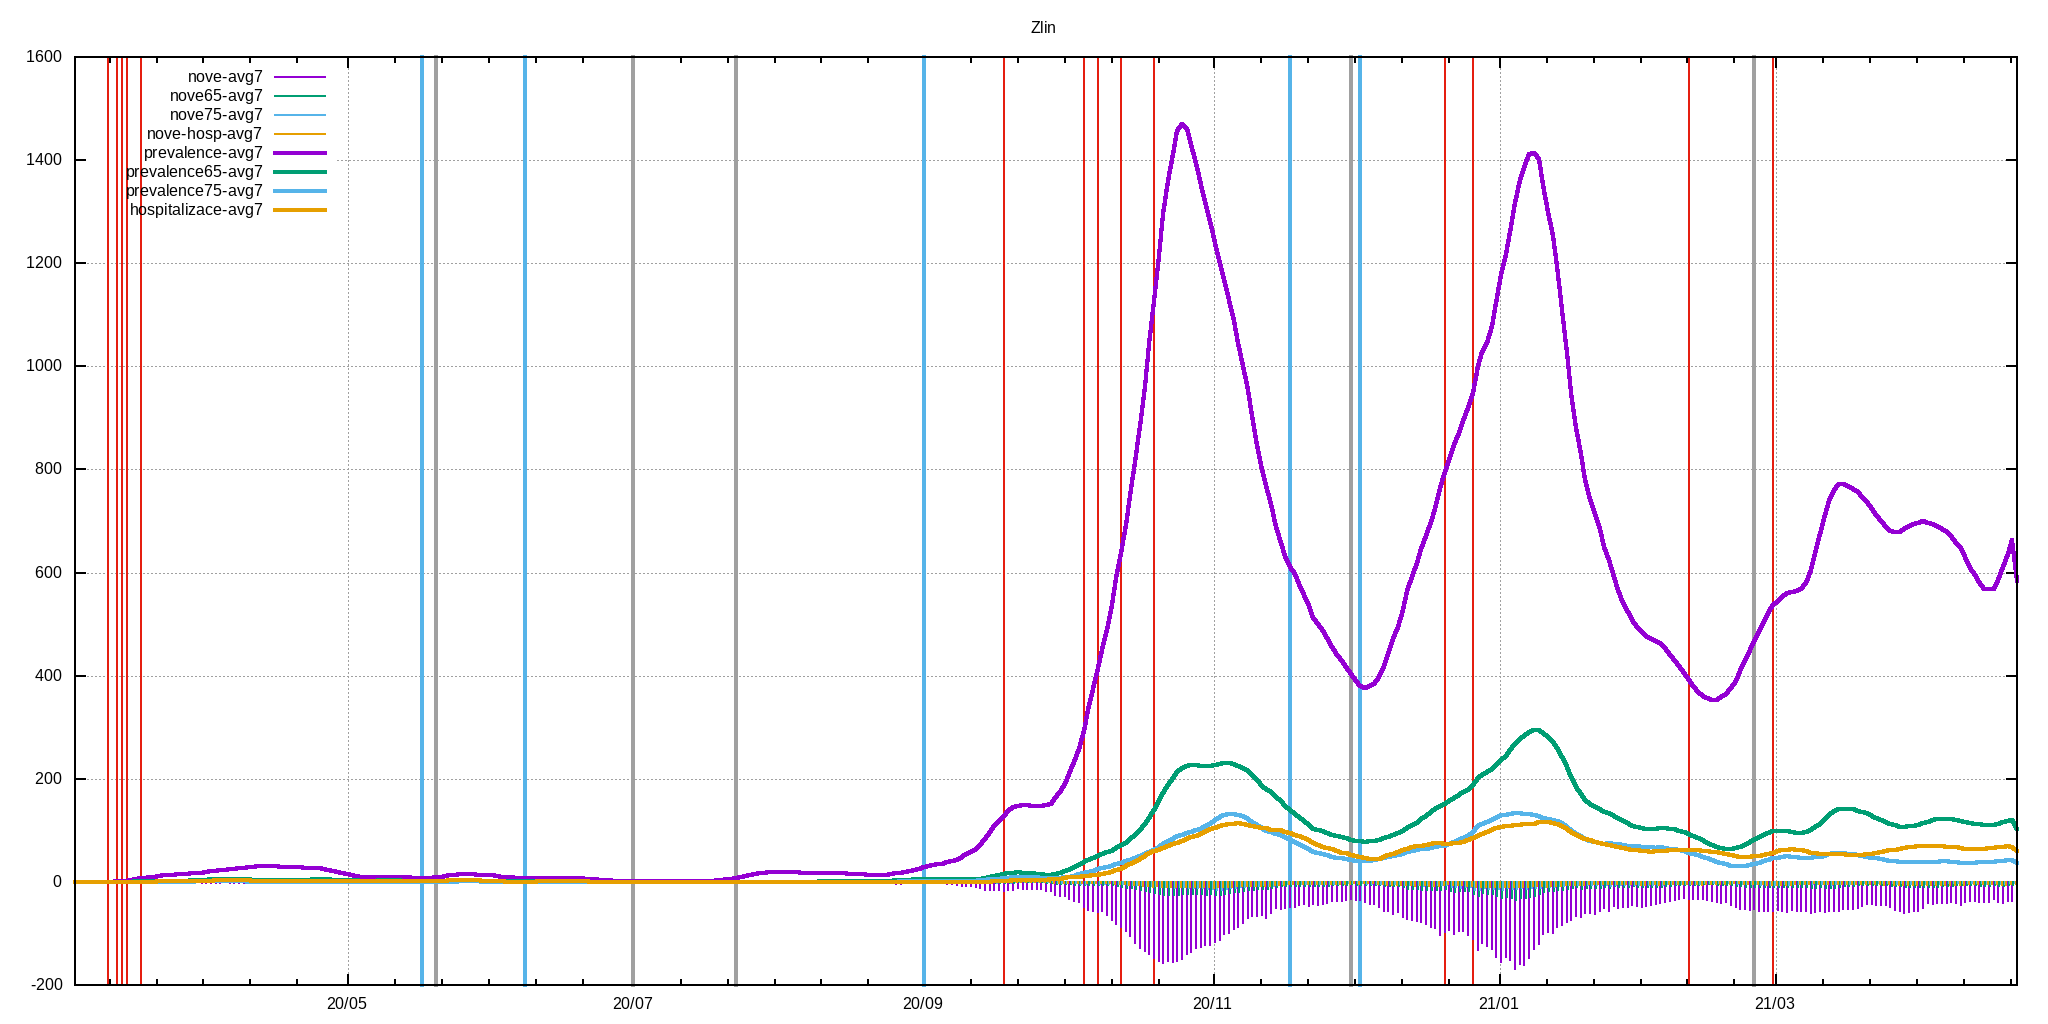 Zlin
1600
1400
1200
1000
800
600
400
200
0
-200
nove-avg7
nove65-avg7
nove75-avg7
nove-hosp-avg7
prevalence-avg7
prevalence65-avg7
prevalence75-avg7
hospitalizace-avg7
20/05
20/07
20/09
20/11
21/01
21/03